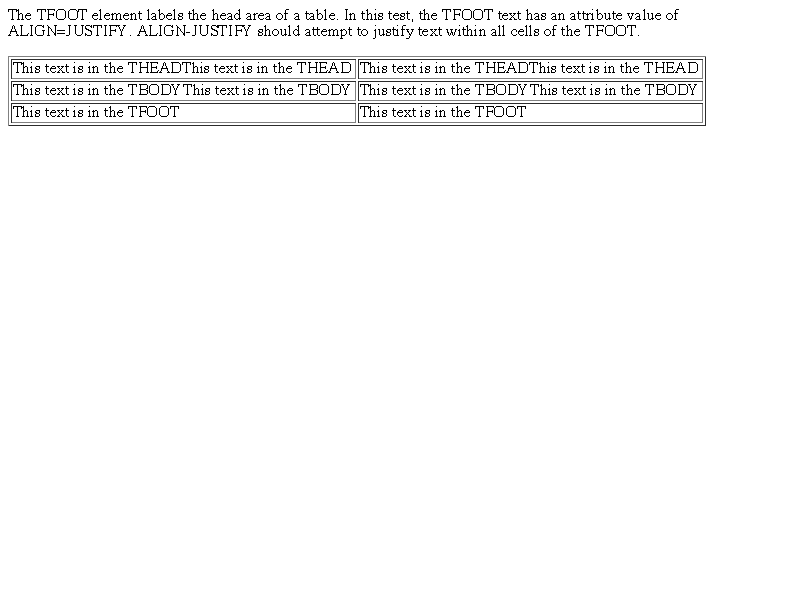 The TFOOT element labels the head area of a table. In this test, the TFOOT text has an attribute value of
ALIGN=JUSTIFY. ALIGN-JUSTIFY should attempt to justify text within all cells of the TFOOT.
This text is in the THEADThis text is in the THEAD This text is in the THEADThis text is in the THEAD
This text is in the TBODY This text is in the TBODY This text is in the TBODY This text is in the TBODY
This text is in the TFOOT This text is in the TFOOT